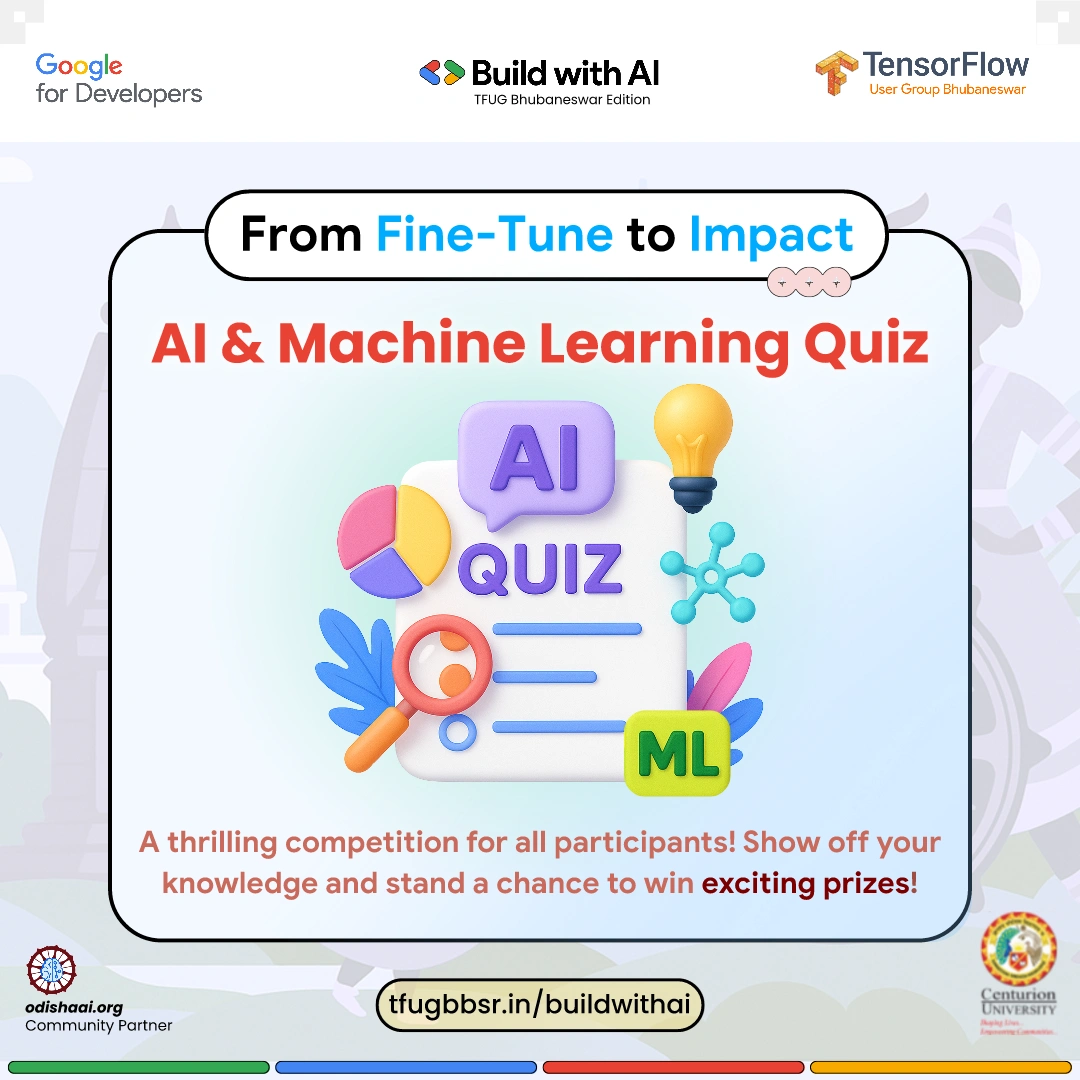 Google
for Developers
Build with AI
TFUG Bhubaneswar Edition
TensorFlow
User Group Bhubaneswar
From Fine-Tune to Impact
AI & Machine Learning Quiz
AI
QUIZ
ML
A thrilling competition for all participants! Show off your
knowledge and stand a chance to win exciting prizes!
odishaai.org
Community Partner
tfugbbsr.in/buildwithai
Centurion
UNIVERSITY
Shaping Lives...
Empowering Communities...